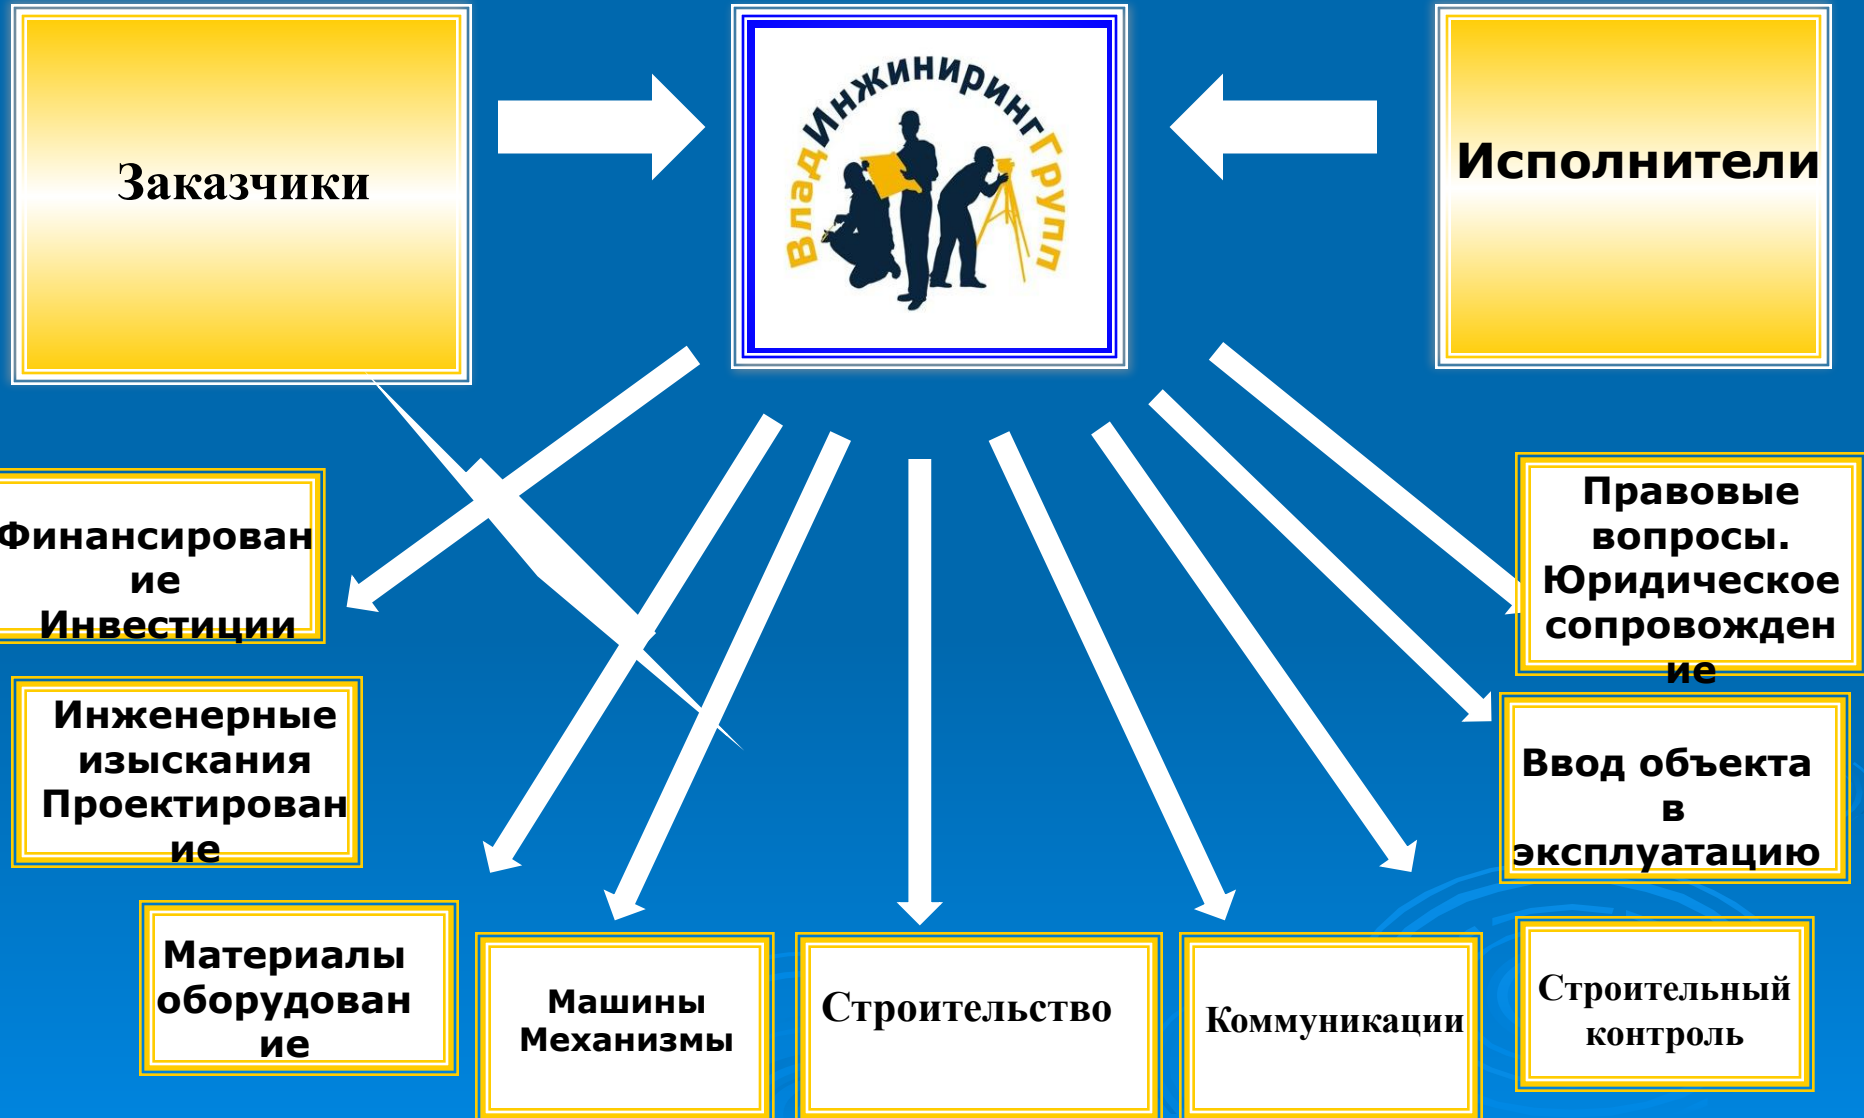 Заказчики
ВладИнжинирингГрупп
Исполнители
Финансирован
ие
Инвестиции
Правовые
вопросы.
Юридическое
сопровожден
ие
Инженерные
изыскания
Проектирован
ие
Ввод объекта
в
эксплуатацию
Материалы
оборудован
ие
Машины
Механизмы
Строительство
Коммуникации
Строительный
контроль